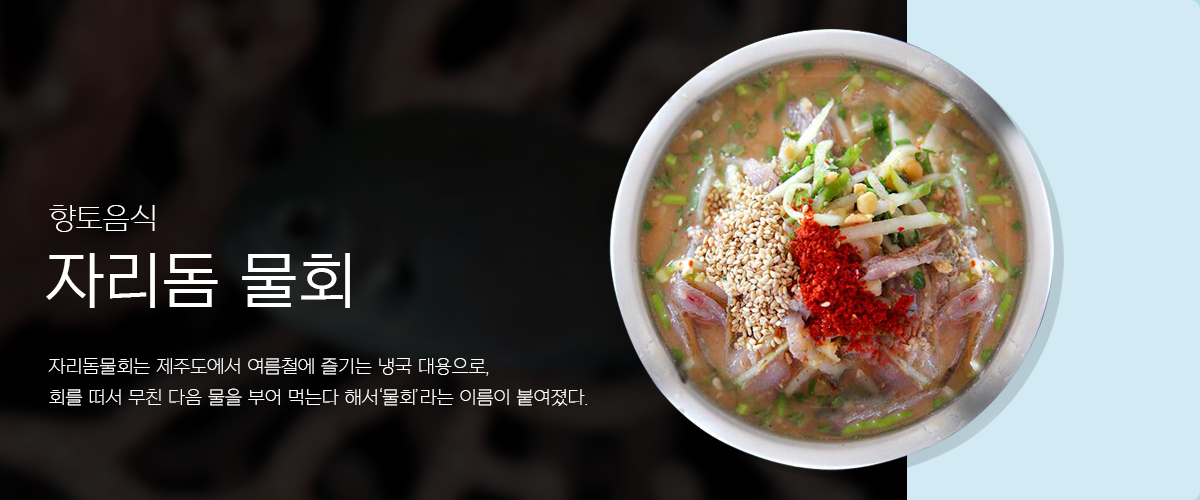 향토음식
자리돔 물회
자리돔물회는 제주도에서 여름철에 즐기는 냉국 대용으로,
회를 떠서 무친 다음 물을 부어 먹는다 해서'물회'라는 이름이 붙여졌다.